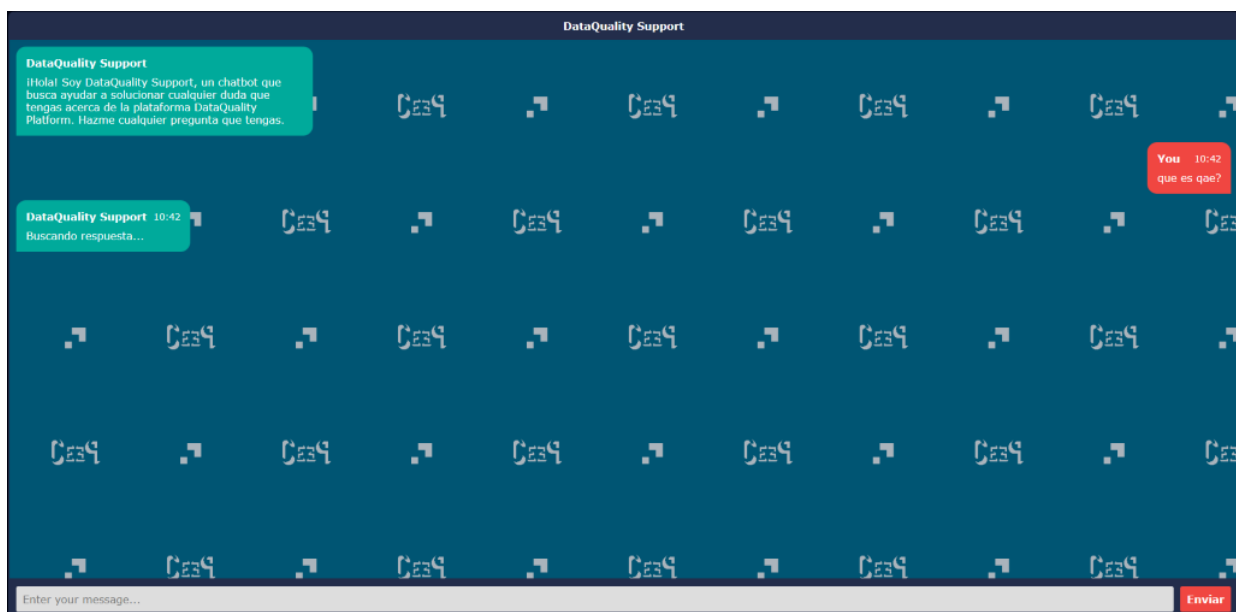 DataQuality Support
DataQuality Support
¡Hola! Soy DataQuality Support, un chatbot que
busca ayudar a solucionar cualquier duda que
tengas acerca de la plataforma DataQuality
Platform. Hazme cualquier pregunta que tengas.
You 10:42
que es qae?
DataQuality Support 10:42
Buscando respuesta...
Enter your message...
Enviar